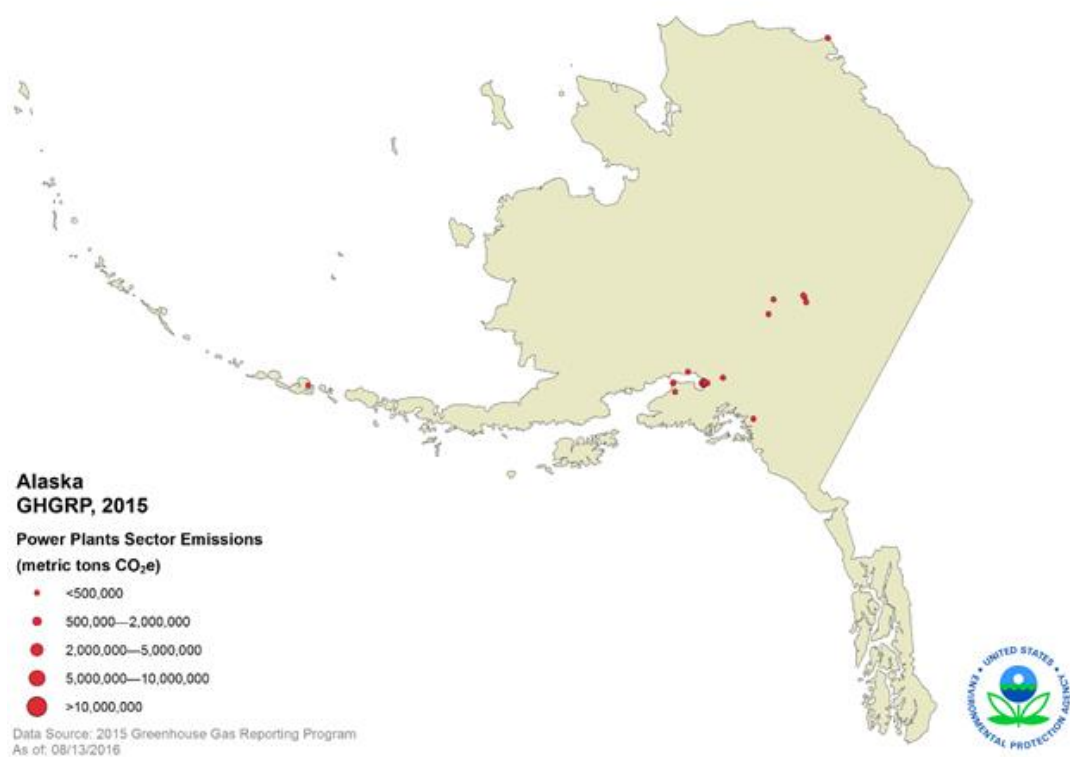 Alaska
GHGRP, 2015
Power Plants Sector Emissions
(metric tons CO₂e)
<500,000
500,000—2,000,000
2,000,000—5,000,000
5,000,000—10,000,000
>10,000,000
Data Source: 2015 Greenhouse Gas Reporting Program
As of: 08/13/2016
UNITED STATES
ENVIRONMENTAL PROTECTION AGENCY